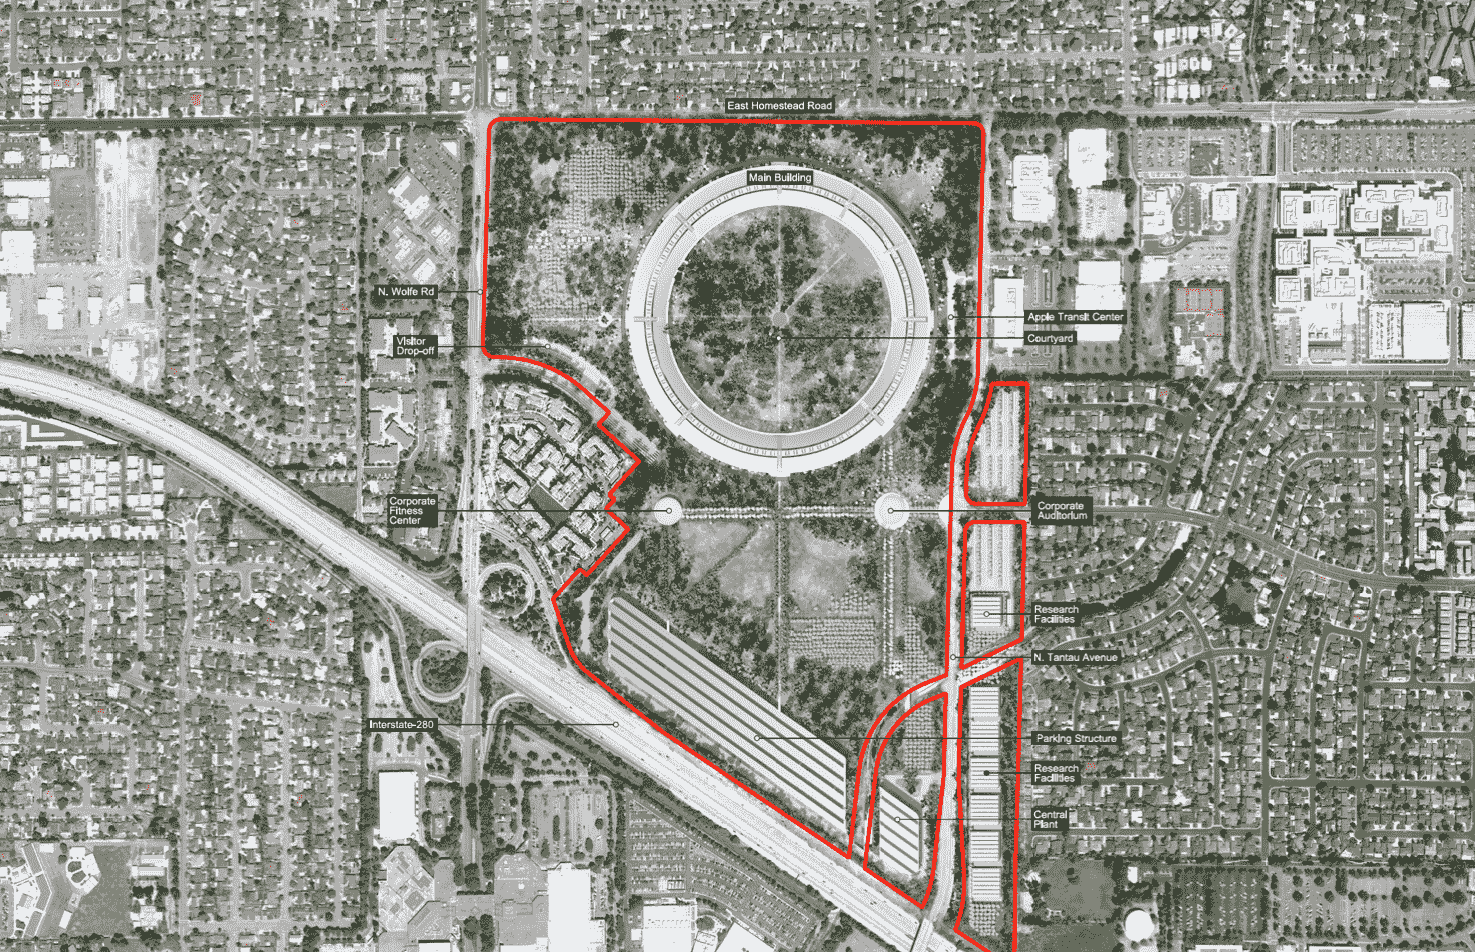 East Homestead Road
Main Building
N. Wolfe Rd
Apple Transit Center
Visitor
Drop-off
Courtyard
Corporate
Fitness
Center
Corporate
Auditorium
Research
Facilities
N. Tantau Avenue
Interstate-280
Parking Structure
Research
Facilities
Central
Plant